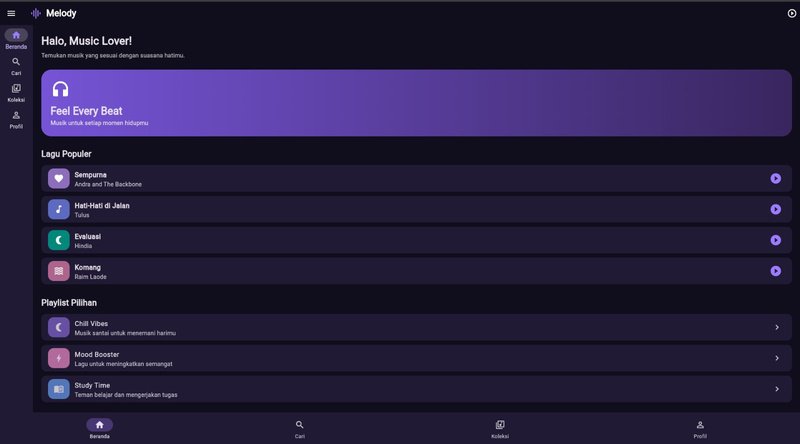 Melody
Beranda
Cari
Koleksi
Profil
Halo, Music Lover!
Temukan musik yang sesuai dengan suasana hatimu.
Feel Every Beat
Musik untuk setiap momen hidupmu
Lagu Populer
Sempurna
Andra and The Backbone
Hati-Hati di Jalan
Tulus
Evaluasi
Hindia
Komang
Raim Laode
Playlist Pilihan
Chill Vibes
Musik santai untuk menemani harimu
Mood Booster
Lagu untuk meningkatkan semangat
Study Time
Teman belajar dan mengerjakan tugas
Beranda
Cari
Koleksi
Profil